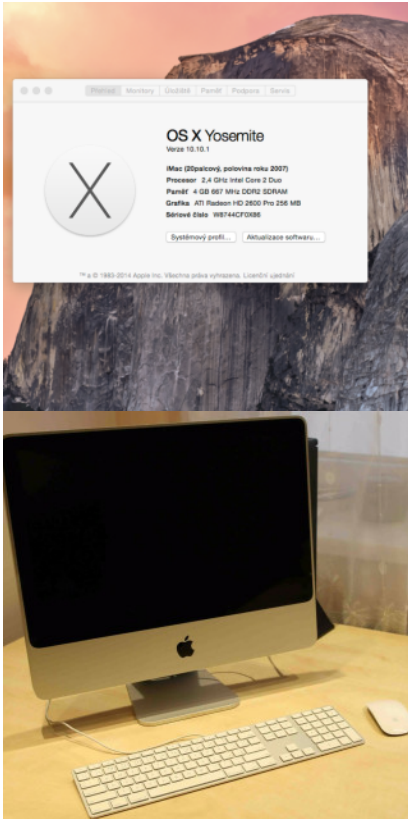 Přehled Monitory Úložiště Paměť Podpora Servis
OS X Yosemite
Verze 10.10.1
iMac (20palcový, polovina roku 2007)
Procesor 2,4 GHz Intel Core 2 Duo
Paměť 4 GB 667 MHz DDR2 SDRAM
Grafika ATI Radeon HD 2600 Pro 256 MB
Sériové číslo W8744CF0X86
Systémový profil... Aktualizace softwaru...
™ a © 1983-2014 Apple Inc. Všechna práva vyhrazena. Licenční ujednání